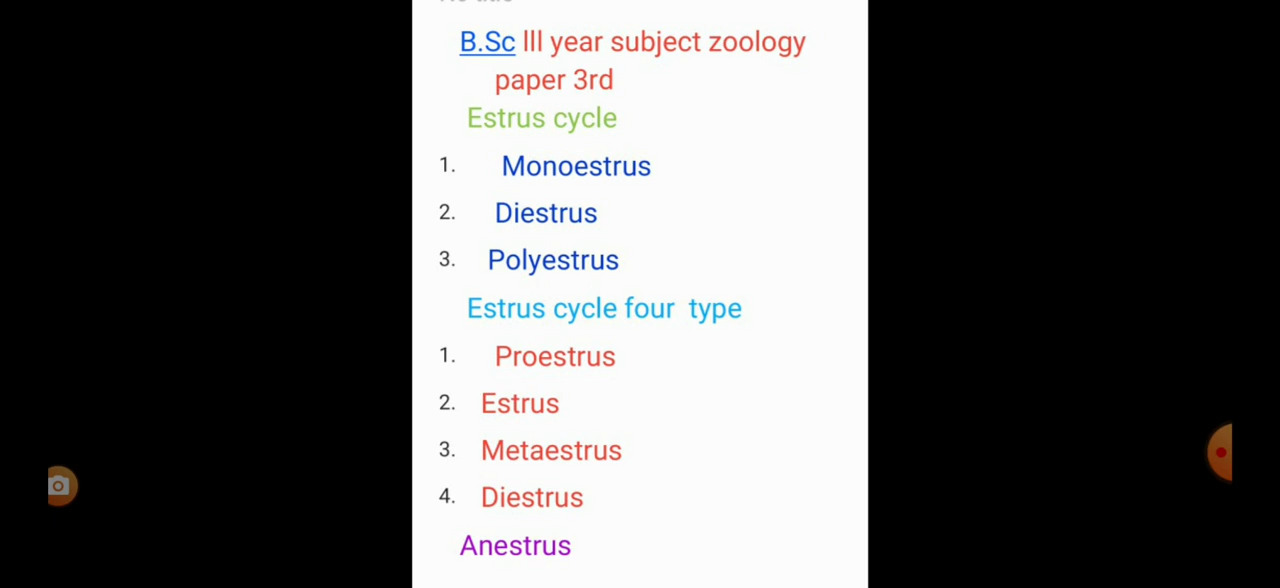 B.Sc lll year subject zoology
paper 3rd
Estrus cycle
1. Monoestrus
2. Diestrus
3. Polyestrus
Estrus cycle four type
1. Proestrus
2. Estrus
3. Metaestrus
4. Diestrus
Anestrus